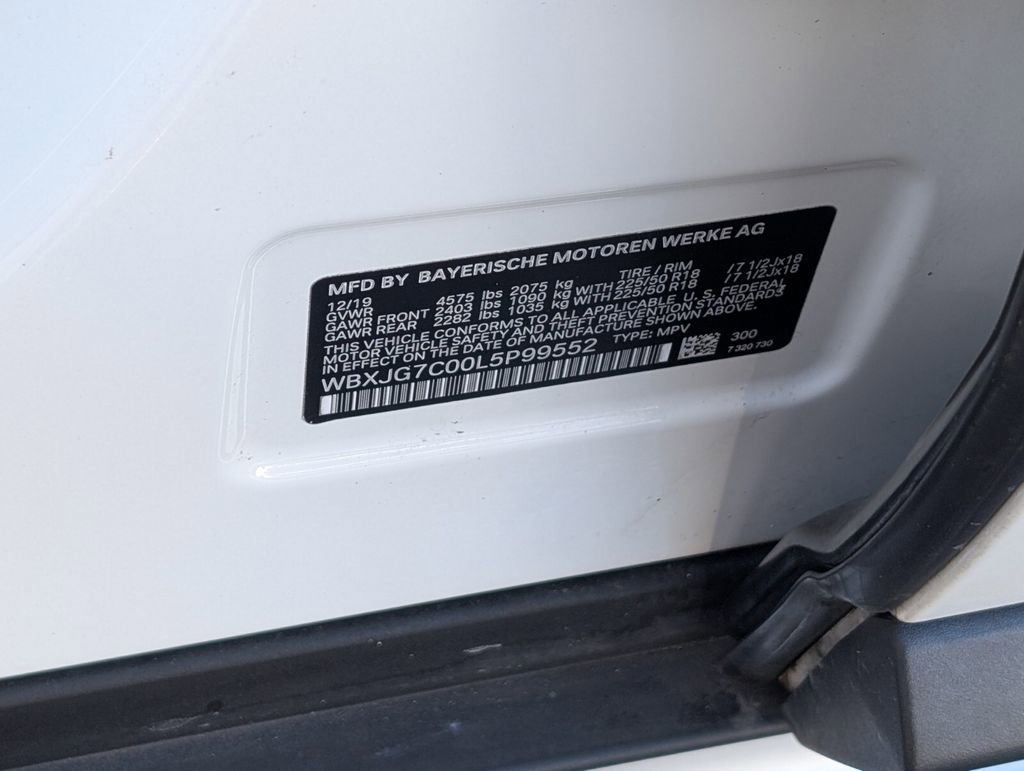 MFD BY BAYERISCHE MOTOREN WERKE AG
12/19 TIRE / RIM
GVWR 4575 lbs 2075 kg
GAWR FRONT 2403 lbs 1090 kg WITH 225/50 R18 /7 1/2Jx18
GAWR REAR 2282 lbs 1035 kg WITH 225/50 R18 /7 1/2Jx18
THIS VEHICLE CONFORMS TO ALL APPLICABLE U. S. FEDERAL
MOTOR VEHICLE SAFETY AND THEFT PREVENTION STANDARDS
IN EFFECT ON THE DATE OF MANUFACTURE SHOWN ABOVE.
WBXJG7C00L5P99552 TYPE: MPV 300
7 320 730